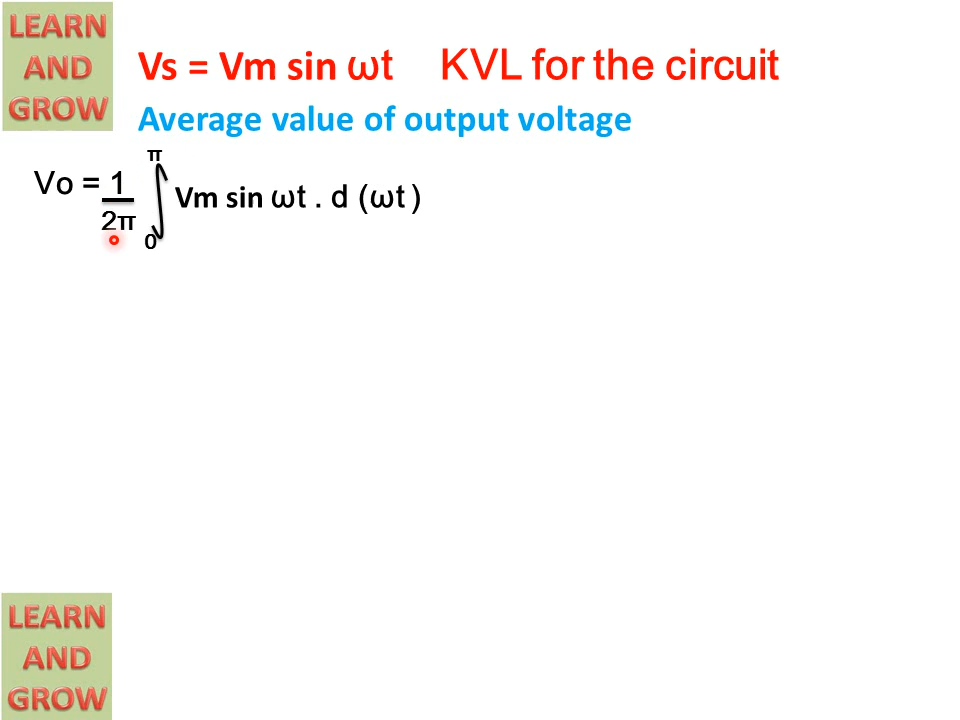 LEARN
AND
GROW
Vs = Vm sin ωt KVL for the circuit
Average value of output voltage
π
Vo = 1
∫ Vm sin ωt . d (ωt )
2π
0
LEARN
AND
GROW